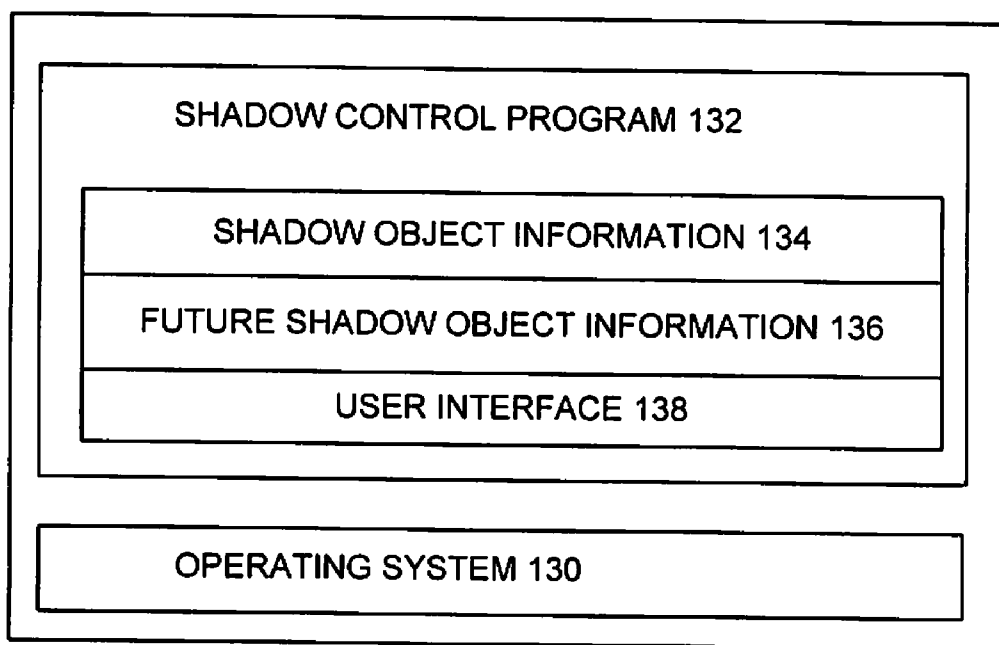 SHADOW CONTROL PROGRAM 132
SHADOW OBJECT INFORMATION 134
FUTURE SHADOW OBJECT INFORMATION 136
USER INTERFACE 138
OPERATING SYSTEM 130